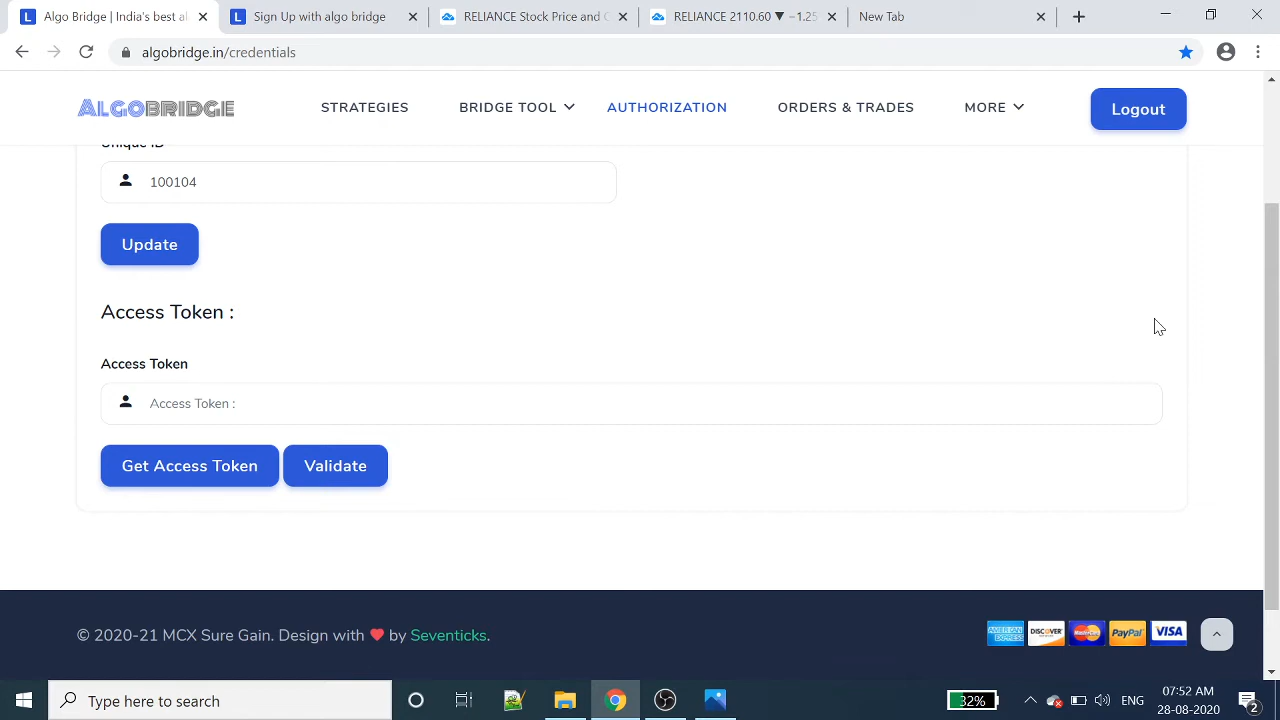 Algo Bridge | India's best al
Sign Up with algo bridge
RELIANCE Stock Price and C
RELIANCE 2110.60 ▼ −1.25
New Tab
algobridge.in/credentials
ALGOBRIDGE
STRATEGIES
BRIDGE TOOL
AUTHORIZATION
ORDERS & TRADES
MORE
Logout
Unique ID
100104
Update
Access Token :
Access Token
Access Token :
Get Access Token
Validate
© 2020-21 MCX Sure Gain. Design with ❤ by Seventicks.
AMERICAN EXPRESS
DISCOVER
MasterCard
PayPal
VISA
Type here to search
32%
ENG
07:52 AM
28-08-2020
2